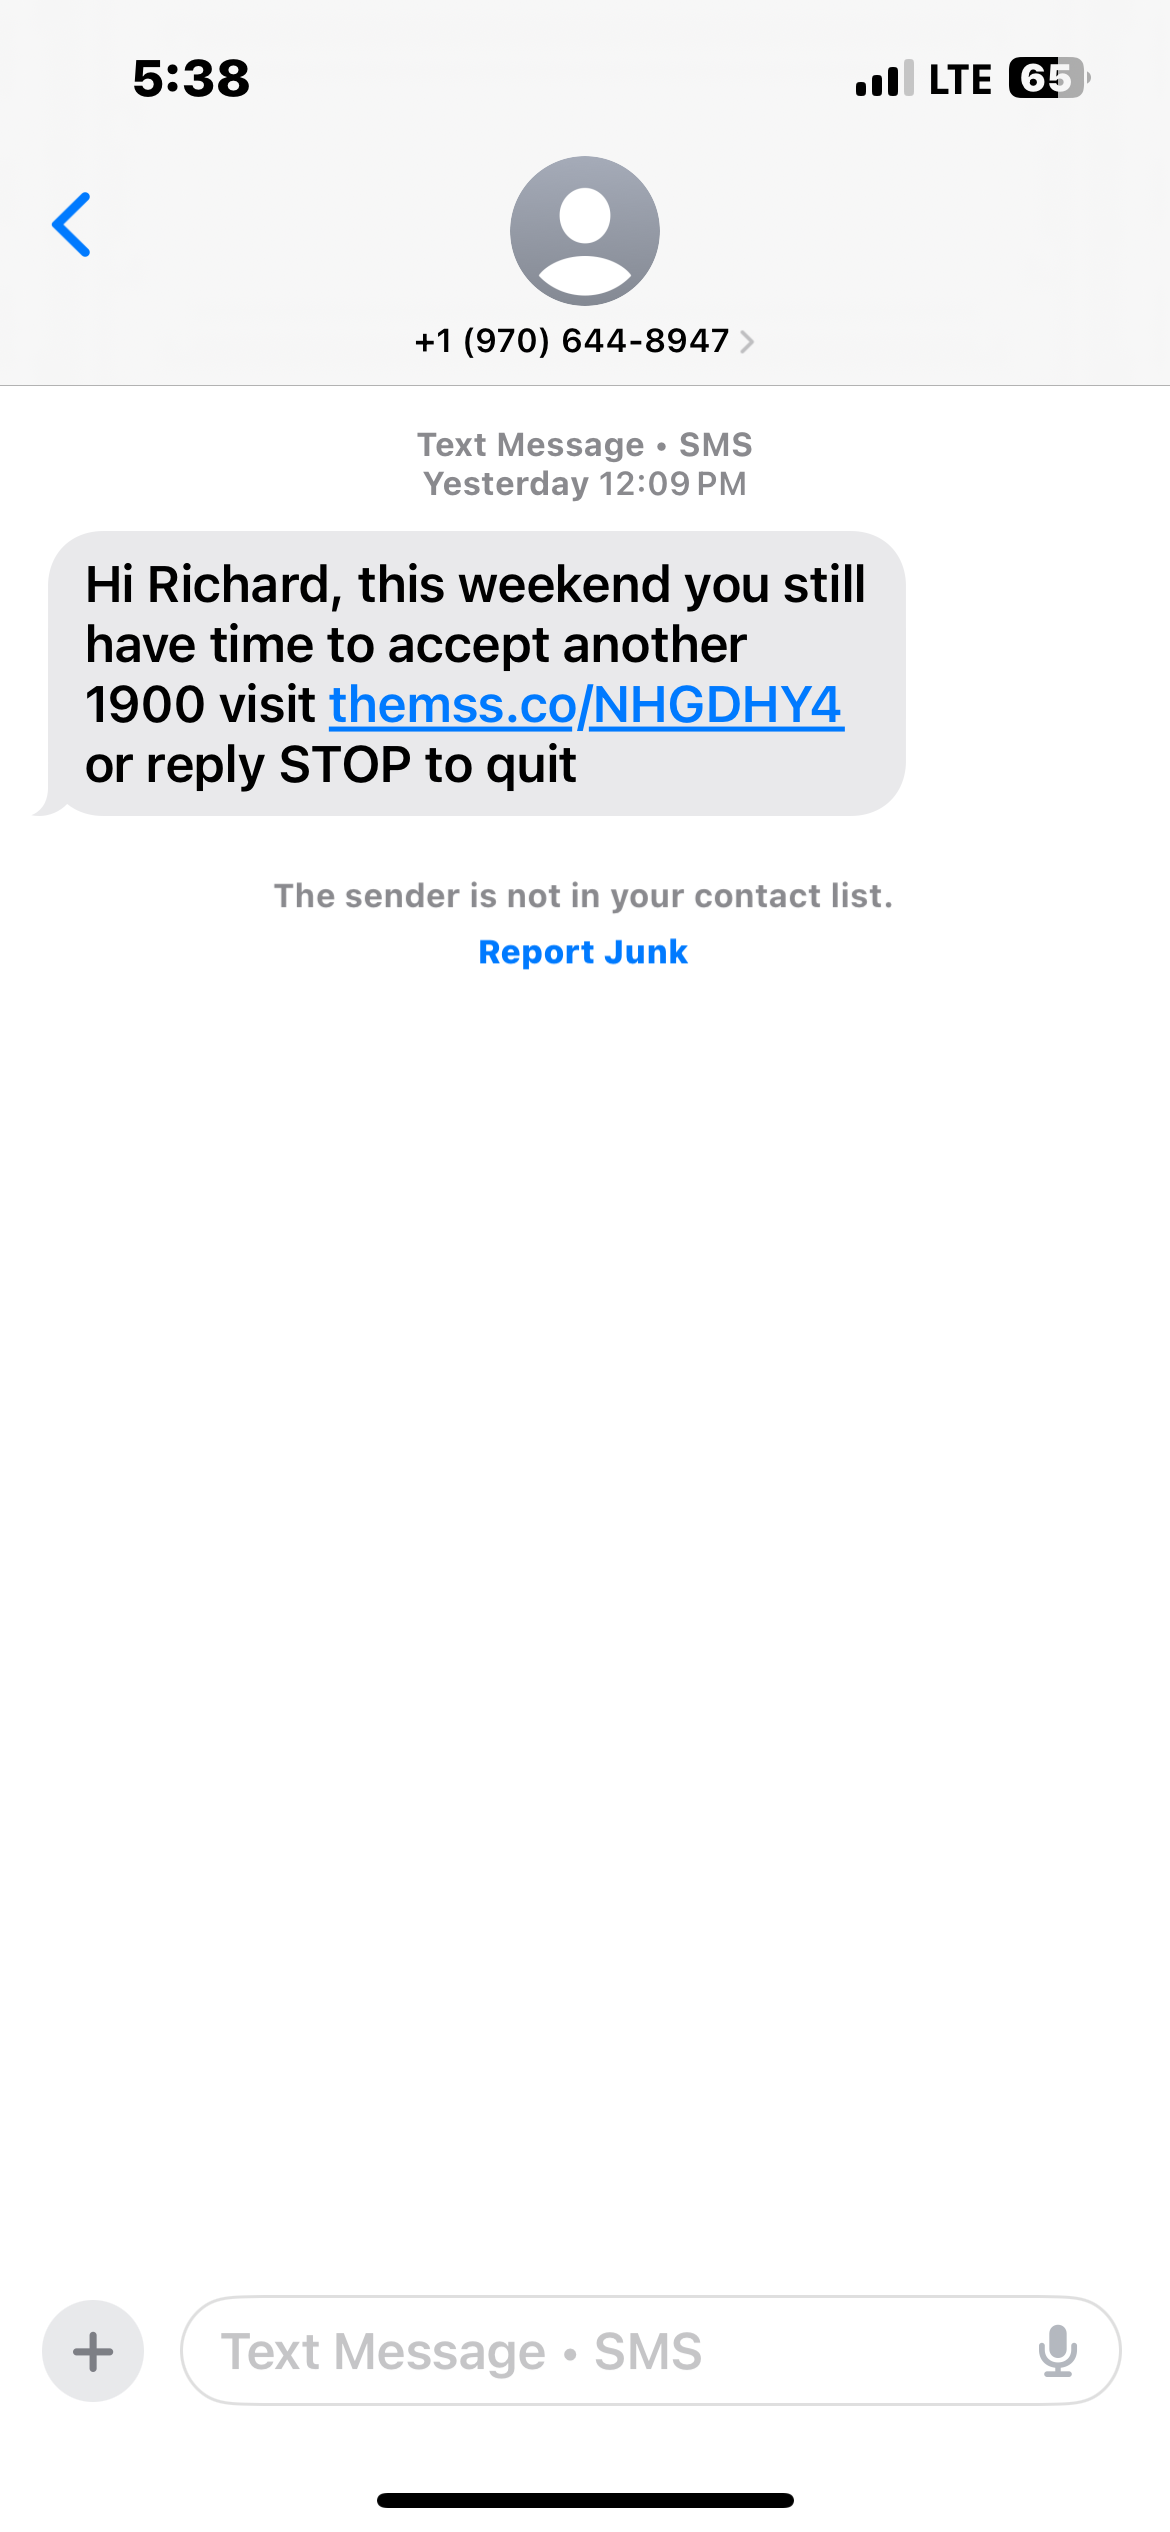 5:38
LTE 65
+1 (970) 644-8947
Text Message • SMS
Yesterday 12:09 PM
Hi Richard, this weekend you still
have time to accept another
1900 visit themss.co/NHGDHY4
or reply STOP to quit
The sender is not in your contact list.
Report Junk
Text Message • SMS